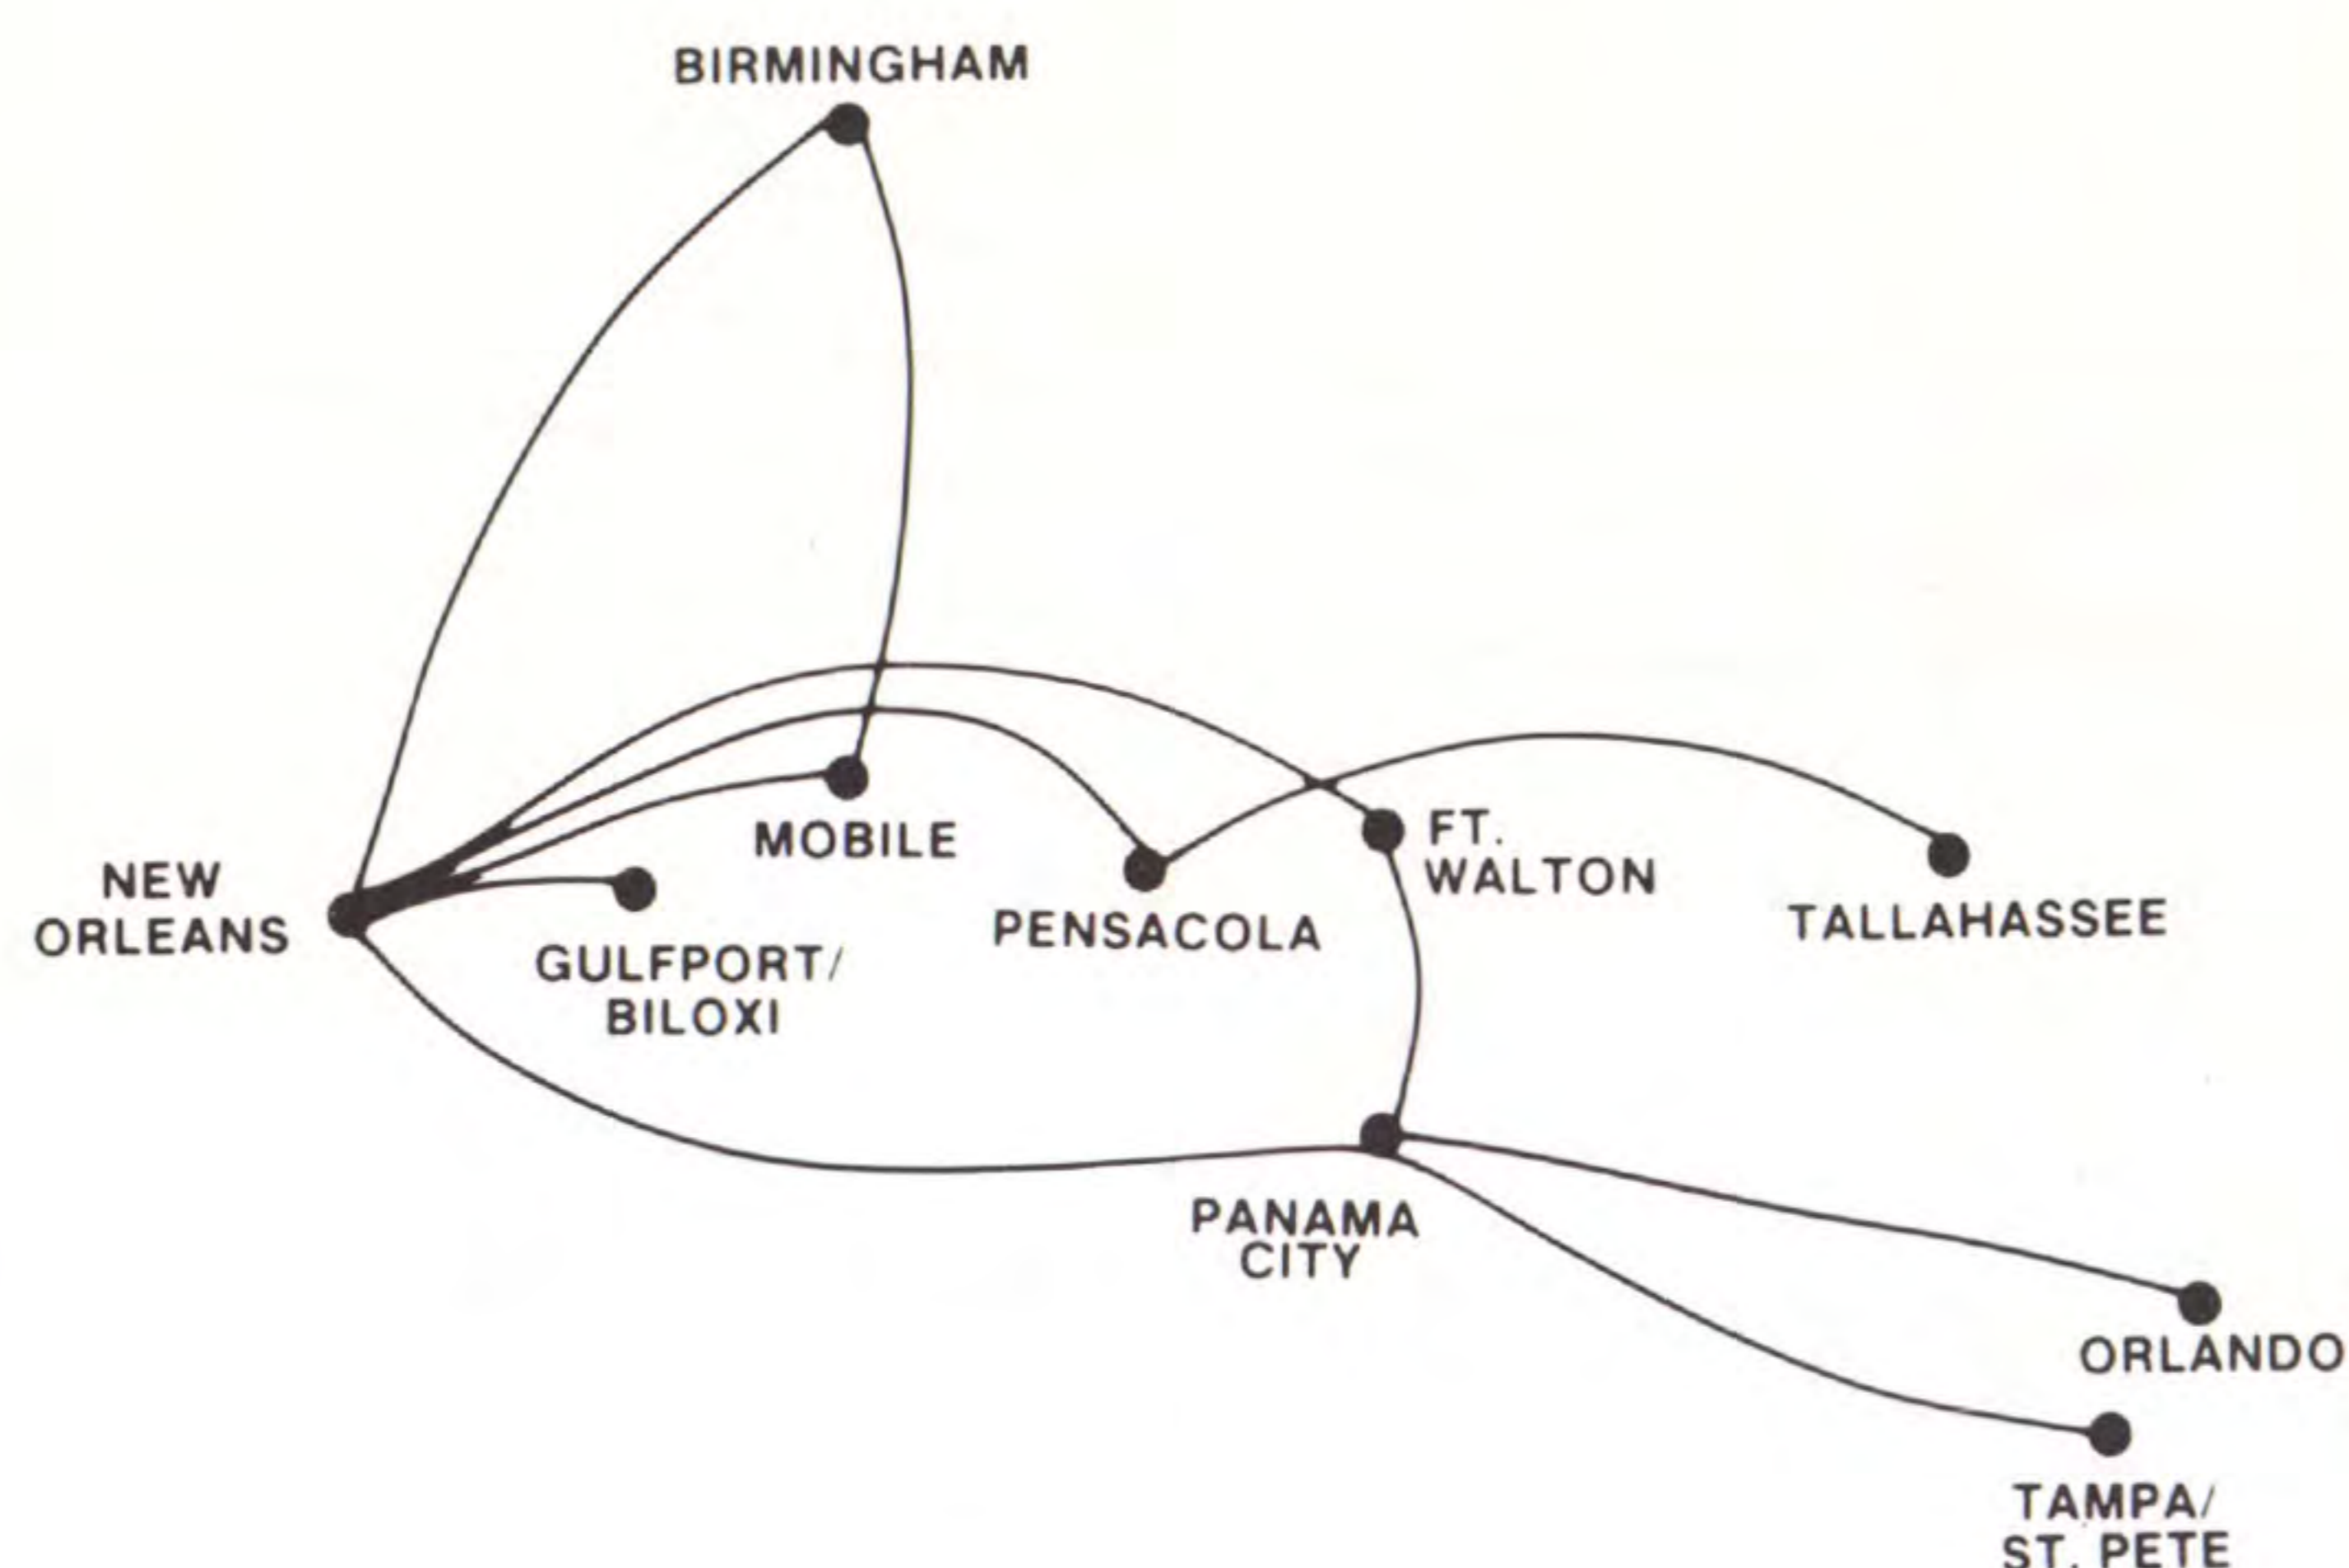 BIRMINGHAM
MOBILE
FT.
WALTON
NEW
ORLEANS
PENSACOLA
TALLAHASSEE
GULFPORT/
BILOXI
PANAMA
CITY
ORLANDO
TAMPA/
ST. PETE